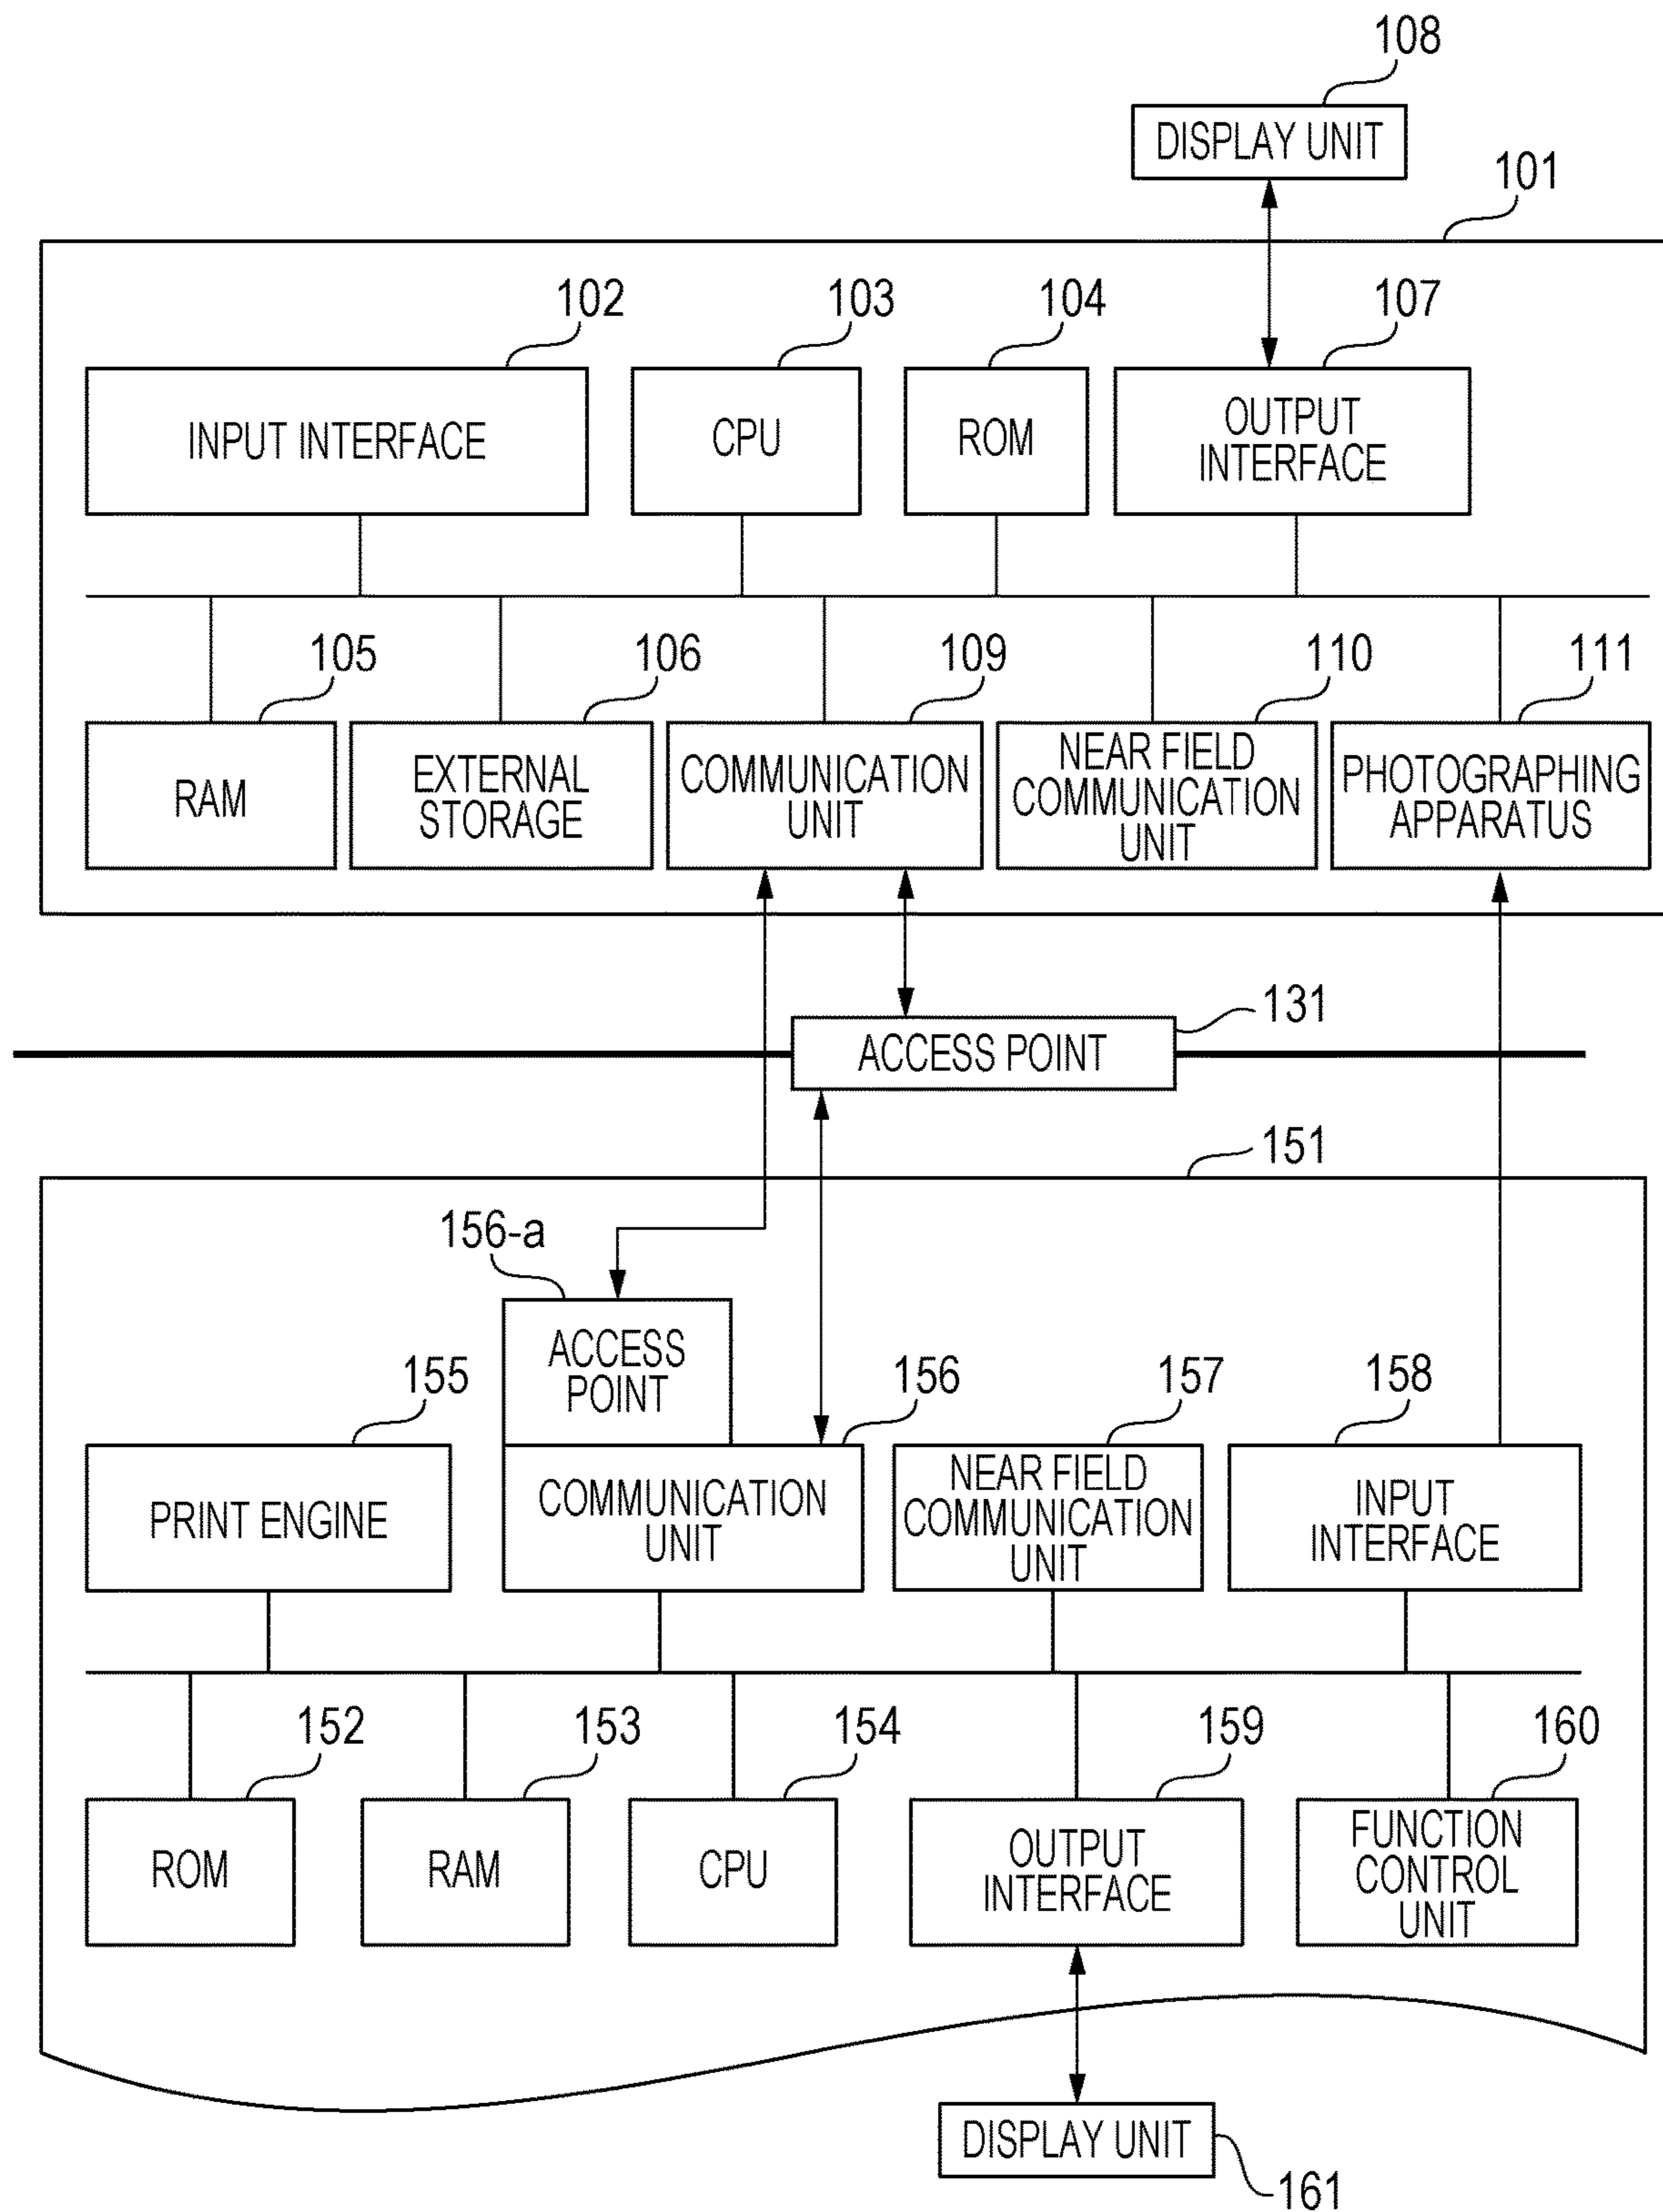 108
DISPLAY UNIT
101
102
103
104
107
INPUT INTERFACE
CPU
ROM
OUTPUT
INTERFACE
105
106
109
110
111
RAM
EXTERNAL
STORAGE
COMMUNICATION
UNIT
NEAR FIELD
COMMUNICATION
UNIT
PHOTOGRAPHING
APPARATUS
131
ACCESS POINT
151
156-a
ACCESS
POINT
155
156
157
158
PRINT ENGINE
COMMUNICATION
UNIT
NEAR FIELD
COMMUNICATION
UNIT
INPUT
INTERFACE
152
153
154
159
160
ROM
RAM
CPU
OUTPUT
INTERFACE
FUNCTION
CONTROL
UNIT
DISPLAY UNIT
161